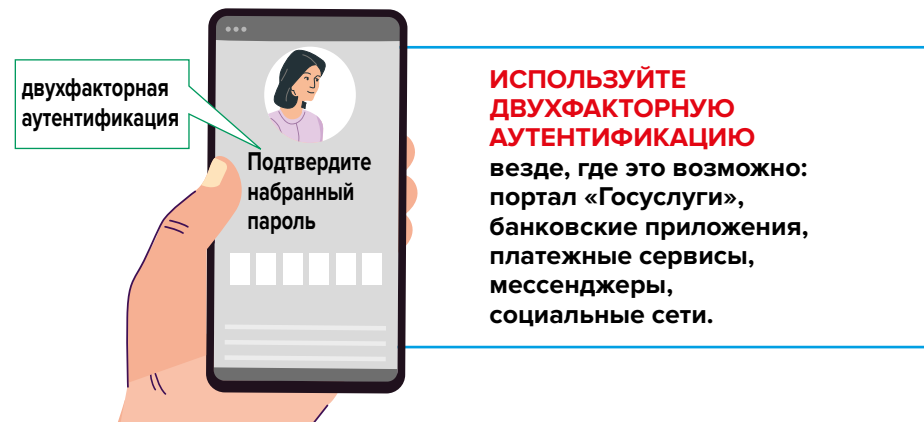 двухфакторная
аутентификация
Подтвердите
набранный
пароль
ИСПОЛЬЗУЙТЕ
ДВУХФАКТОРНУЮ
АУТЕНТИФИКАЦИЮ
везде, где это возможно:
портал «Госуслуги»,
банковские приложения,
платежные сервисы,
мессенджеры,
социальные сети.